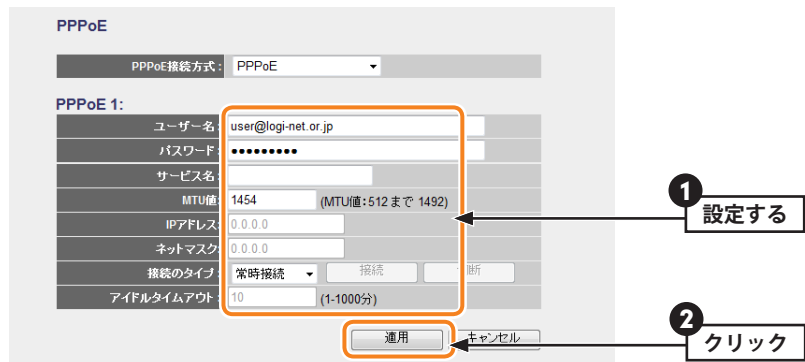 PPPoE
PPPoE接続方式： PPPoE
PPPoE 1:
ユーザー名： user@logi-net.or.jp
パスワード： ●●●●●●●●●
サービス名：
MTU値： 1454 (MTU値：512 まで 1492)
IPアドレス： 0.0.0.0
ネットマスク： 0.0.0.0
接続のタイプ： 常時接続 接続
アイドルタイムアウト： 10 (1-1000分)
1 設定する
適用 キャンセル
2 クリック